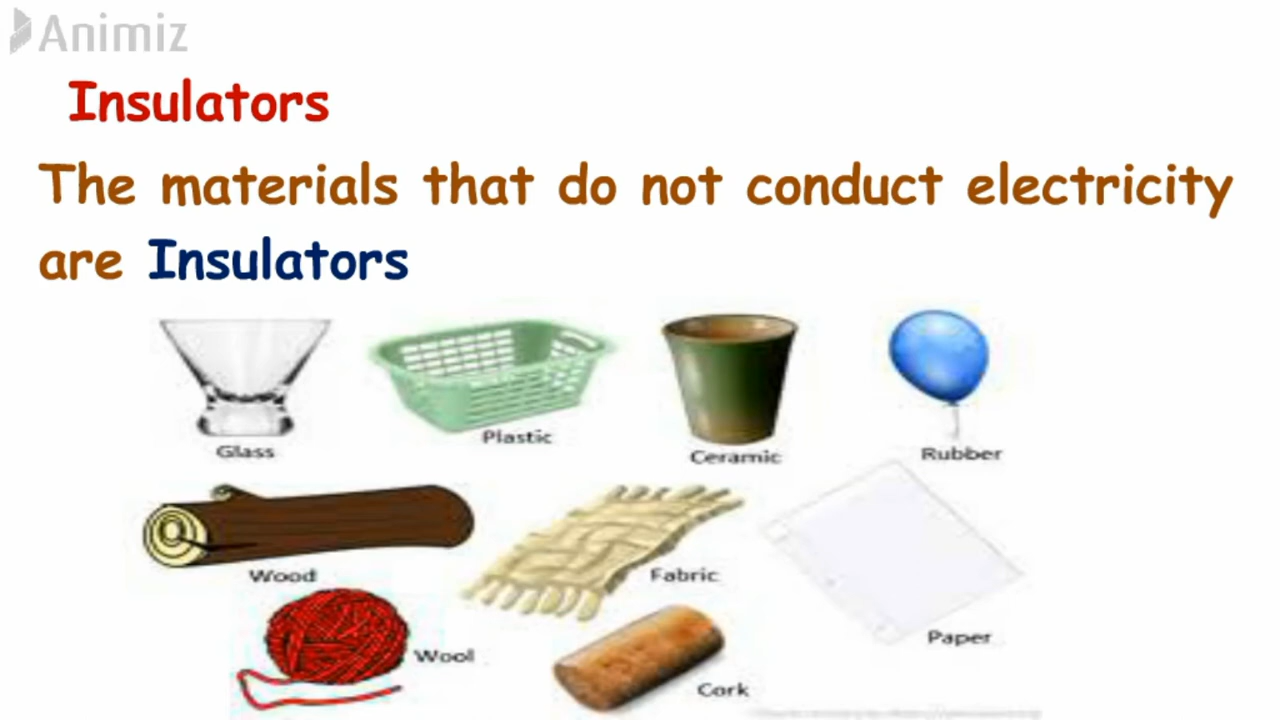 Animiz
Insulators
The materials that do not conduct electricity
are Insulators
Glass
Plastic
Ceramic
Rubber
Wood
Fabric
Paper
Wool
Cork